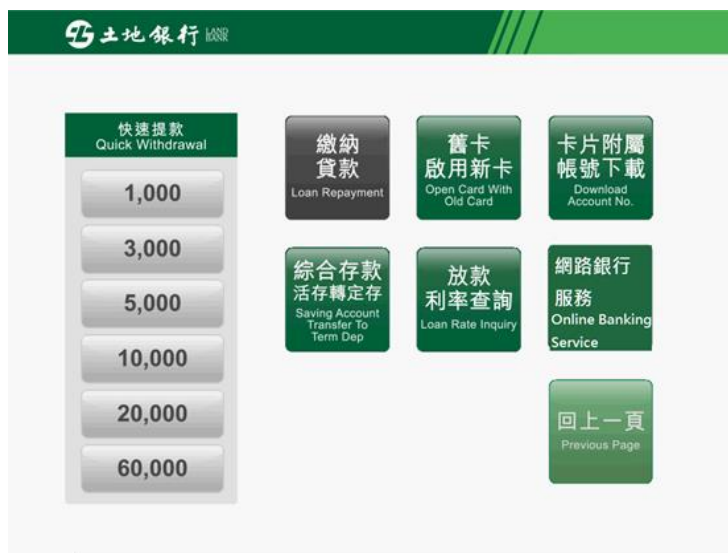 土地銀行 LAND BANK
快速提款
Quick Withdrawal
1,000
3,000
5,000
10,000
20,000
60,000
繳納
貸款
Loan Repayment
舊卡
啟用新卡
Open Card With
Old Card
卡片附屬
帳號下載
Download
Account No.
綜合存款
活存轉定存
Saving Account
Transfer To
Term Dep
放款
利率查詢
Loan Rate Inquiry
網路銀行
服務
Online Banking
Service
回上一頁
Previous Page